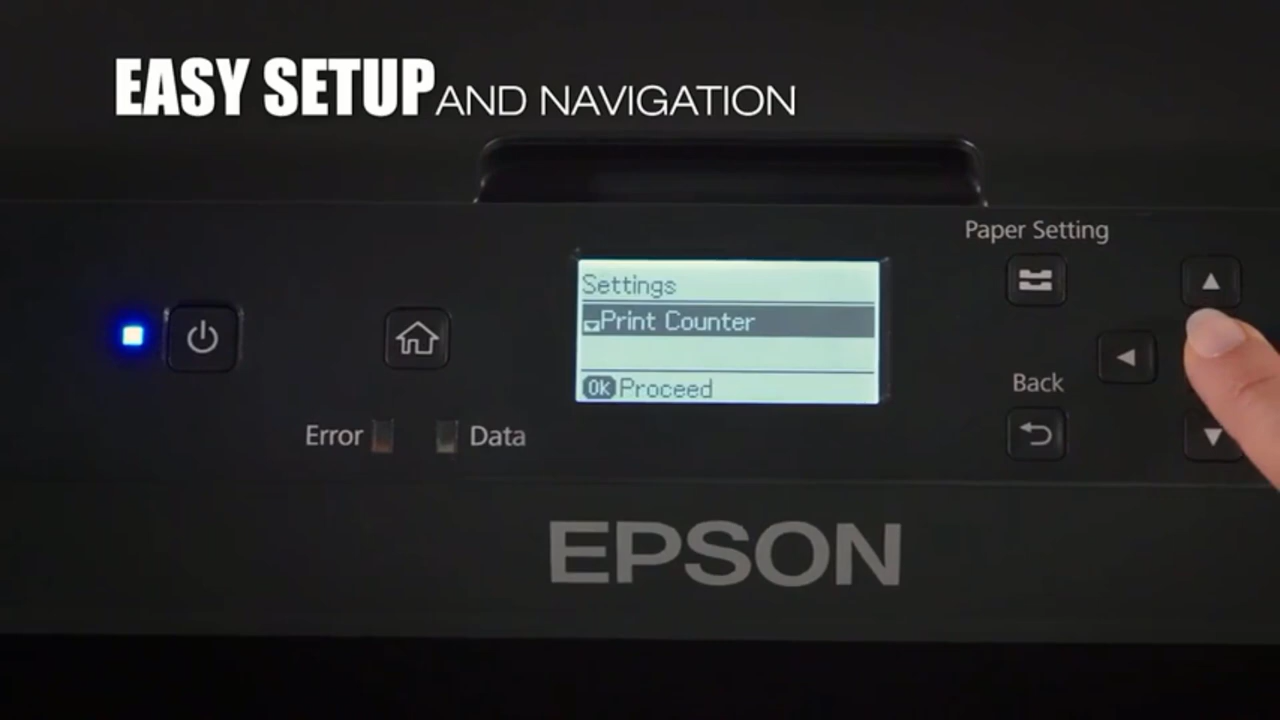 EASY SETUP AND NAVIGATION
Paper Setting
Settings
Print Counter
OK Proceed
Back
Error
Data
EPSON